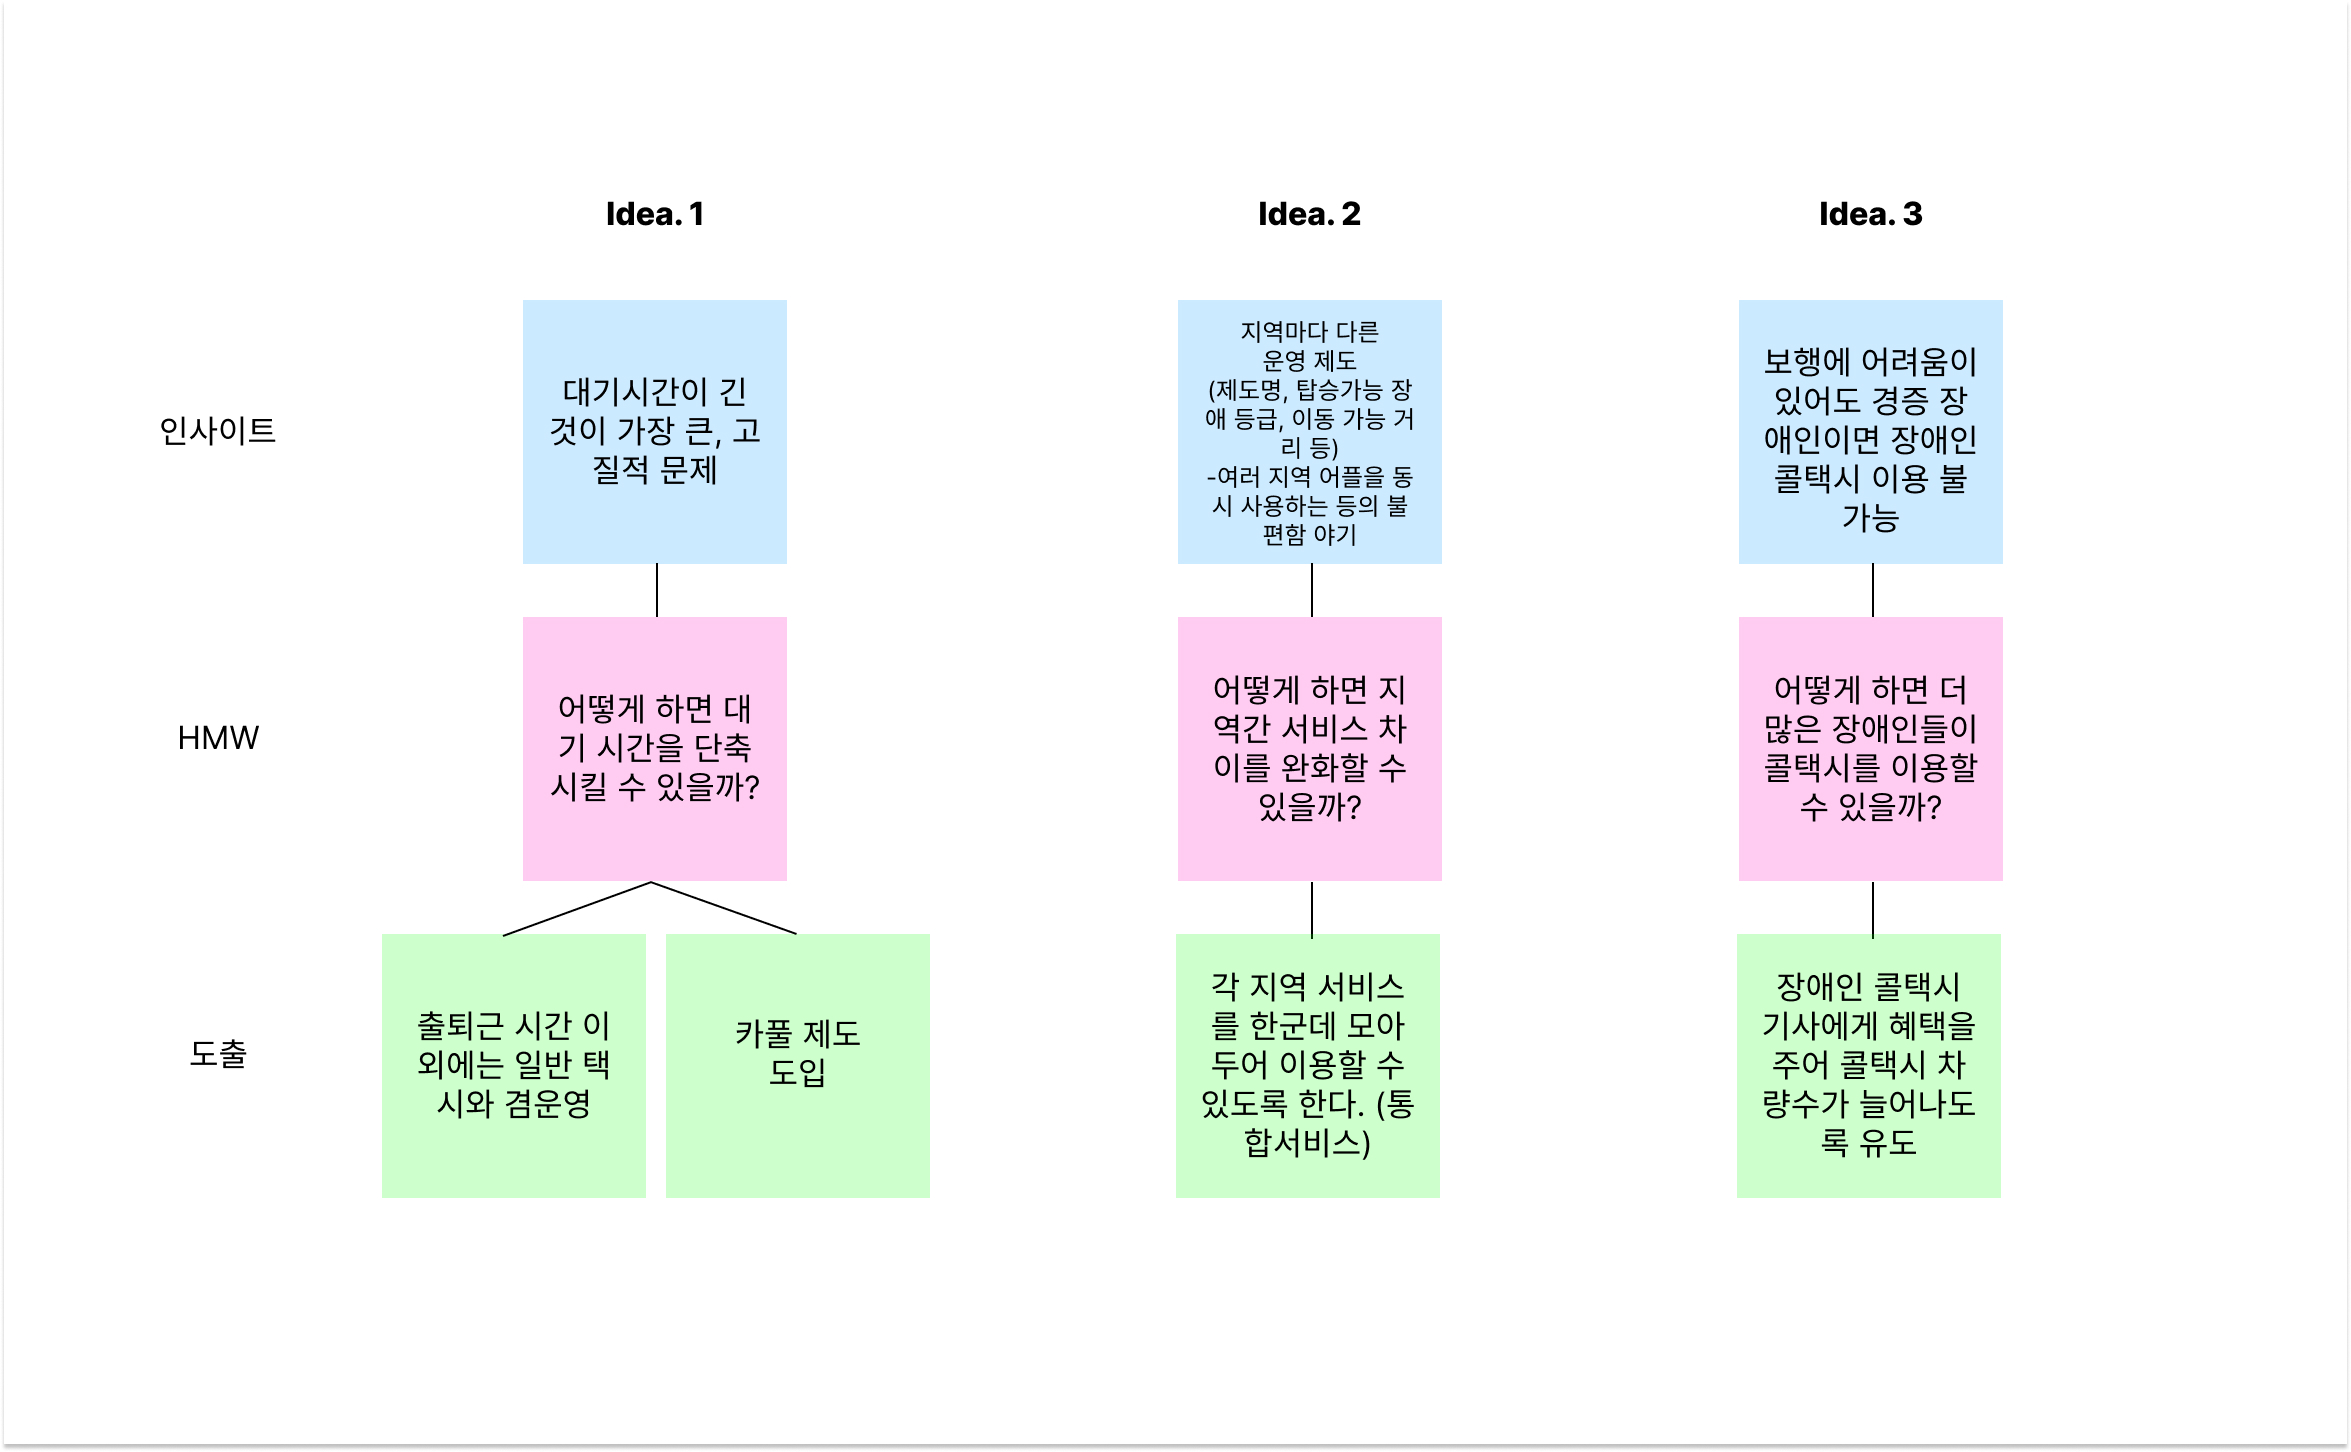 Idea. 1
Idea. 2
Idea. 3
인사이트
대기시간이 긴
것이 가장 큰, 고
질적 문제
지역마다 다른
운영 제도
(제도명, 탑승가능 장
애 등급, 이동 가능 거
리 등)
-여러 지역 어플을 동
시 사용하는 등의 불
편함 야기
보행에 어려움이
있어도 경증 장
애인이면 장애인
콜택시 이용 불
가능
HMW
어떻게 하면 대
기 시간을 단축
시킬 수 있을까?
어떻게 하면 지
역간 서비스 차
이를 완화할 수
있을까?
어떻게 하면 더
많은 장애인들이
콜택시를 이용할
수 있을까?
도출
출퇴근 시간 이
외에는 일반 택
시와 겸운영
카풀 제도
도입
각 지역 서비스
를 한군데 모아
두어 이용할 수
있도록 한다. (통
합서비스)
장애인 콜택시
기사에게 혜택을
주어 콜택시 차
량수가 늘어나도
록 유도